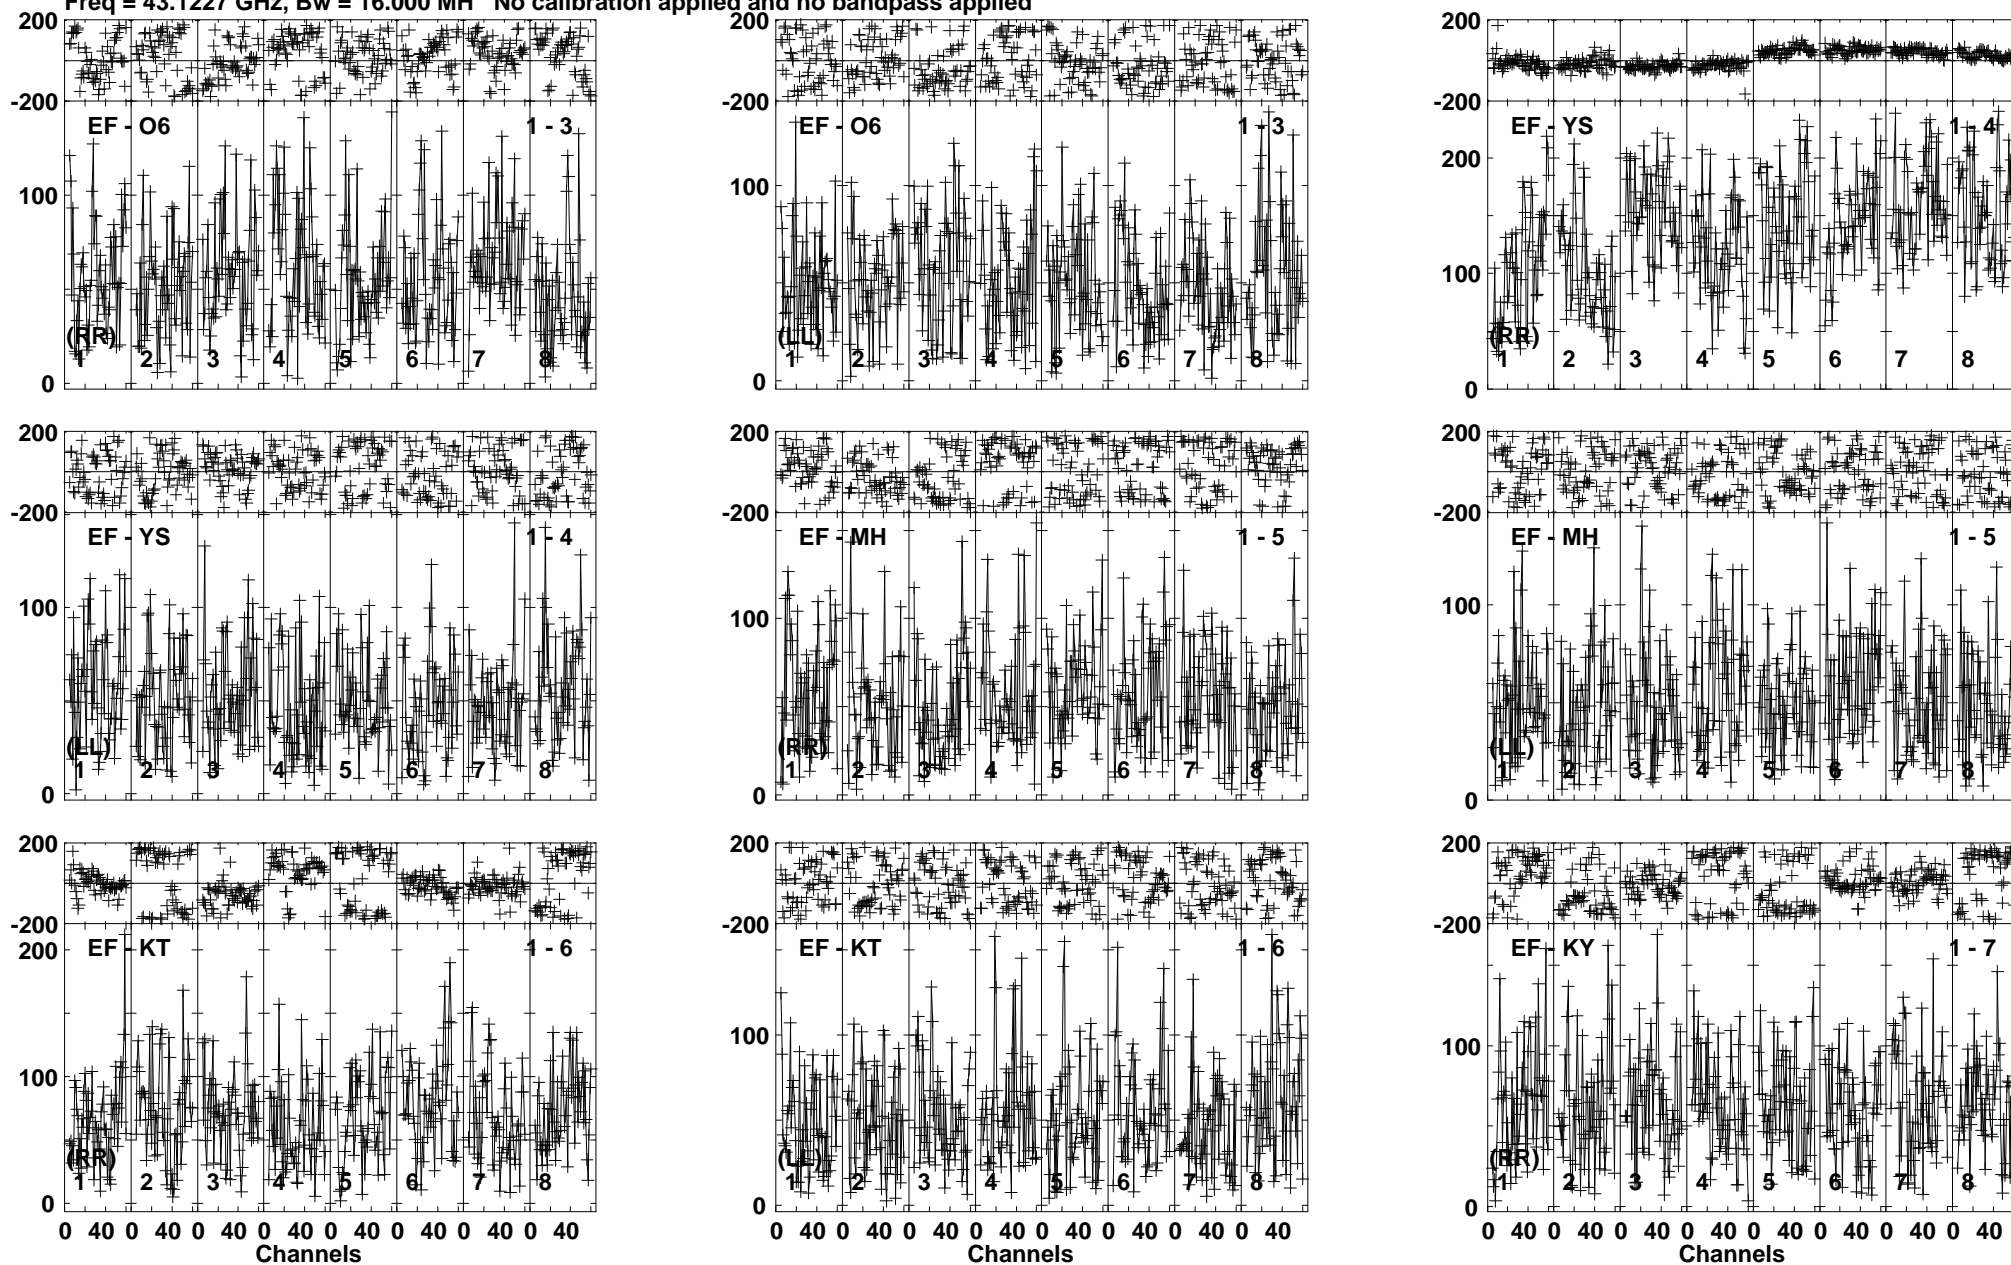 Freq = 43.1227 GHz, Bw = 16.000 MH No calibration applied and no bandpass applied
200 200 200
-200 -200 -200
EF - O6 1 - 3 EF - O6 1 - 3 EF - YS 1 - 4
200
100 100
100
(RR) (LL) (RR)
1 2 3 4 5 6 7 8 1 2 3 4 5 6 7 8 1 2 3 4 5 6 7 8
0 0 0
200 200 200
-200 -200 -200
EF - YS 1 - 4 EF - MH 1 - 5 EF - MH 1 - 5
100 100 100
(LL) (RR) (LL)
1 2 3 4 5 6 7 8 1 2 3 4 5 6 7 8 1 2 3 4 5 6 7 8
0 0 0
200 200 200
-200 -200 -200
EF - KT 1 - 6 EF - KT 1 - 6 EF - KY 1 - 7
200
100 100 100
(RR) (LL) (RR)
1 2 3 4 5 6 7 8 1 2 3 4 5 6 7 8 1 2 3 4 5 6 7 8
0 0 0
0 40 0 40 0 40 0 40 0 40 0 40 0 40 0 40 0 40 0 40 0 40 0 40 0 40 0 40 0 40 0 40 0 40 0 40 0 40 0 40 0 40 0 40 0 40 0 40
Channels Channels Channels